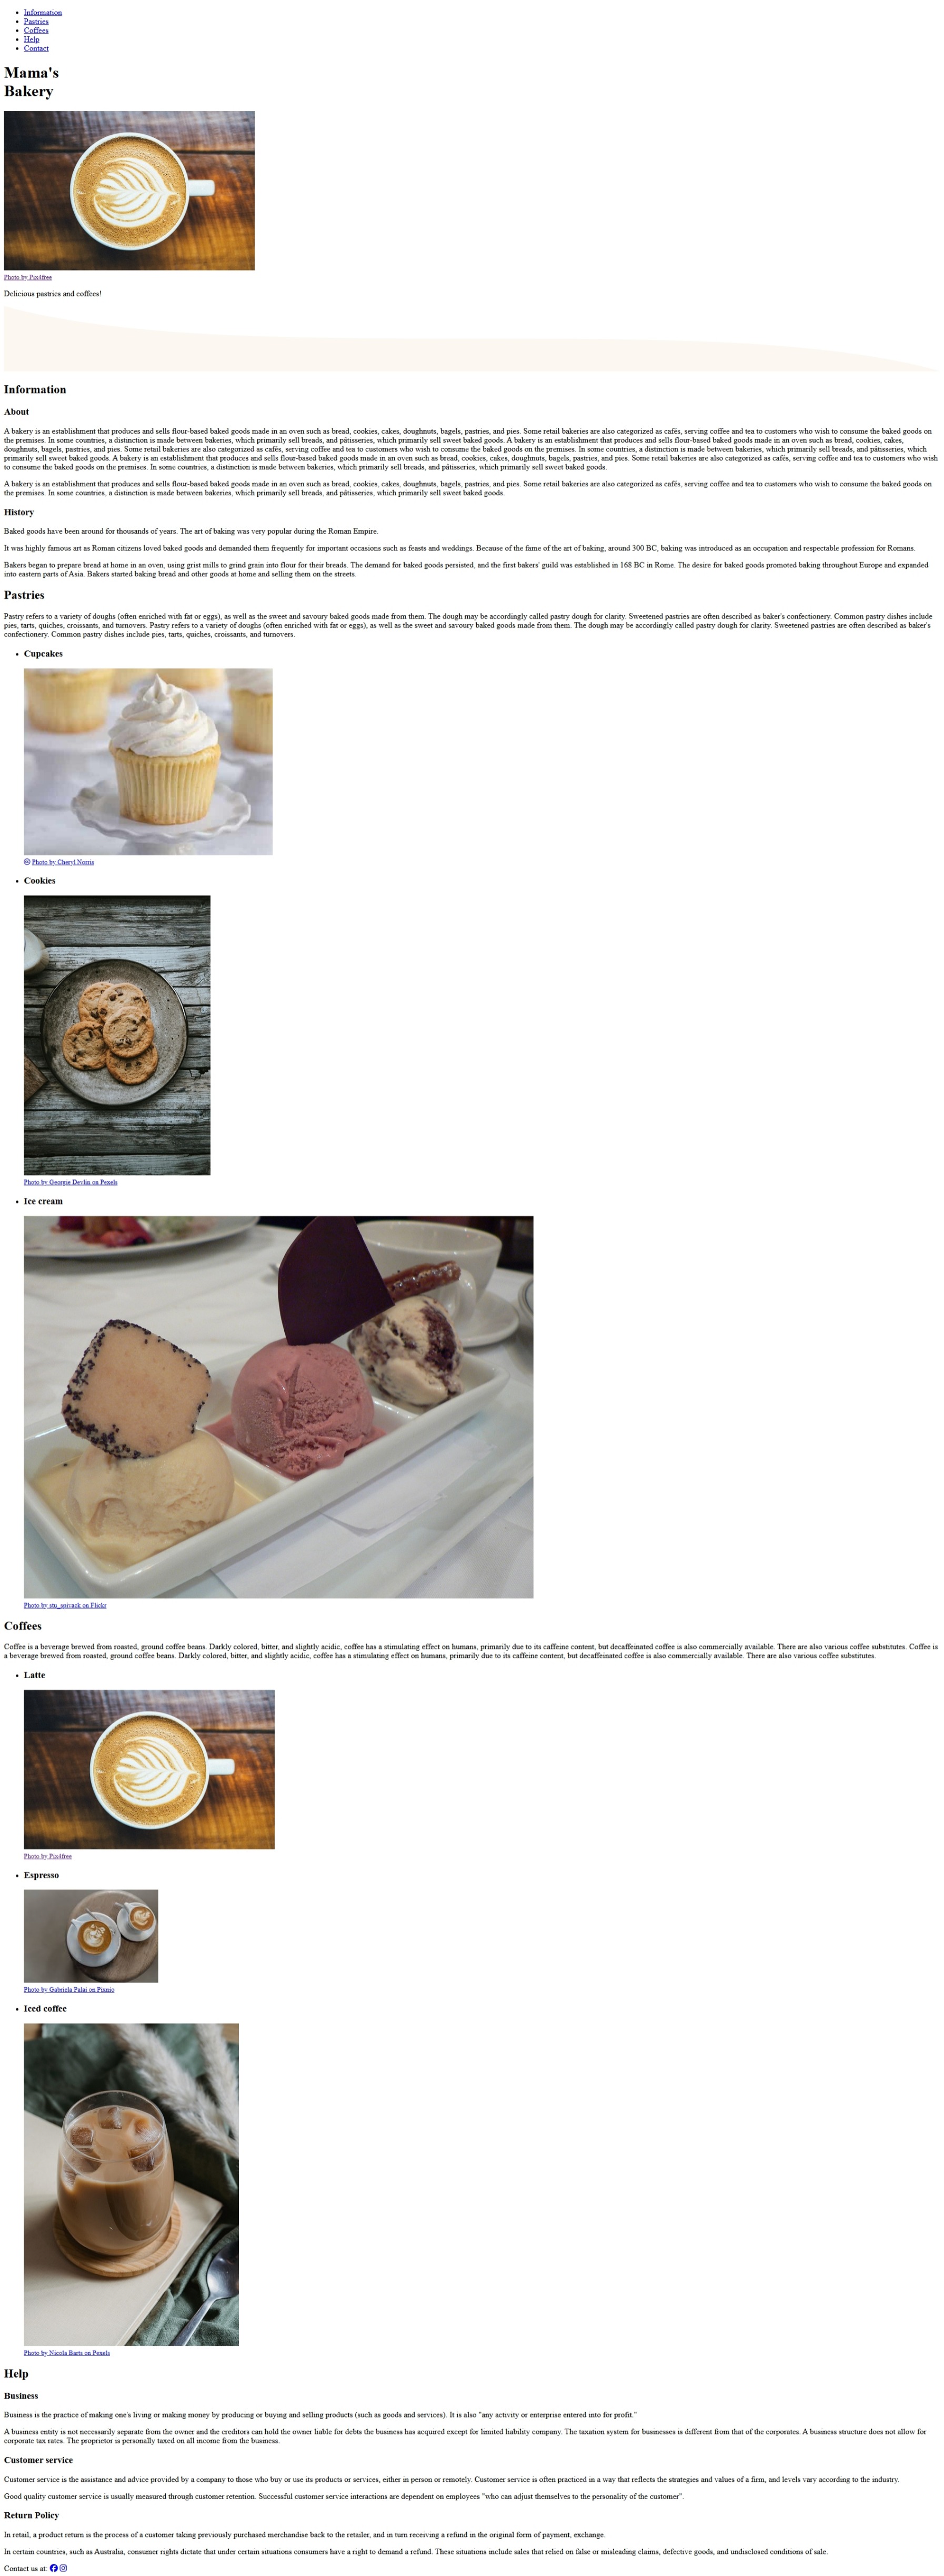 Information
Pastries
Coffees
Help
Contact
Mama's
Bakery
Photo by Pix4free
Delicious pastries and coffees!
Information
About
A bakery is an establishment that produces and sells flour-based baked goods made in an oven such as bread, cookies, cakes, doughnuts, bagels, pastries, and pies. Some retail bakeries are also categorized as cafés, serving coffee and tea to customers who wish to consume the baked goods on
the premises. In some countries, a distinction is made between bakeries, which primarily sell breads, and pâtisseries, which primarily sell sweet baked goods. A bakery is an establishment that produces and sells flour-based baked goods made in an oven such as bread, cookies, cakes,
doughnuts, bagels, pastries, and pies. Some retail bakeries are also categorized as cafés, serving coffee and tea to customers who wish to consume the baked goods on the premises. In some countries, a distinction is made between bakeries, which primarily sell breads, and pâtisseries, which
primarily sell sweet baked goods. A bakery is an establishment that produces and sells flour-based baked goods made in an oven such as bread, cookies, cakes, doughnuts, bagels, pastries, and pies. Some retail bakeries are also categorized as cafés, serving coffee and tea to customers who wish
to consume the baked goods on the premises. In some countries, a distinction is made between bakeries, which primarily sell breads, and pâtisseries, which primarily sell sweet baked goods.
A bakery is an establishment that produces and sells flour-based baked goods made in an oven such as bread, cookies, cakes, doughnuts, bagels, pastries, and pies. Some retail bakeries are also categorized as cafés, serving coffee and tea to customers who wish to consume the baked goods on
the premises. In some countries, a distinction is made between bakeries, which primarily sell breads, and pâtisseries, which primarily sell sweet baked goods.
History
Baked goods have been around for thousands of years. The art of baking was very popular during the Roman Empire.
It was highly famous art as Roman citizens loved baked goods and demanded them frequently for important occasions such as feasts and weddings. Because of the fame of the art of baking, around 300 BC, baking was introduced as an occupation and respectable profession for Romans.
Bakers began to prepare bread at home in an oven, using grist mills to grind grain into flour for their breads. The demand for baked goods persisted, and the first bakers' guild was established in 168 BC in Rome. The desire for baked goods promoted baking throughout Europe and expanded
into eastern parts of Asia. Bakers started baking bread and other goods at home and selling them on the streets.
Pastries
Pastry refers to a variety of doughs (often enriched with fat or eggs), as well as the sweet and savoury baked goods made from them. The dough may be accordingly called pastry dough for clarity. Sweetened pastries are often described as baker's confectionery. Common pastry dishes include
pies, tarts, quiches, croissants, and turnovers. Pastry refers to a variety of doughs (often enriched with fat or eggs), as well as the sweet and savoury baked goods made from them. The dough may be accordingly called pastry dough for clarity. Sweetened pastries are often described as baker's
confectionery. Common pastry dishes include pies, tarts, quiches, croissants, and turnovers.
Cupcakes
Photo by Cheryl Norris
Cookies
Photo by Georgie Devlin on Pexels
Ice cream
Photo by stu_spivack on Flickr
Coffees
Coffee is a beverage brewed from roasted, ground coffee beans. Darkly colored, bitter, and slightly acidic, coffee has a stimulating effect on humans, primarily due to its caffeine content, but decaffeinated coffee is also commercially available. There are also various coffee substitutes. Coffee is
a beverage brewed from roasted, ground coffee beans. Darkly colored, bitter, and slightly acidic, coffee has a stimulating effect on humans, primarily due to its caffeine content, but decaffeinated coffee is also commercially available. There are also various coffee substitutes.
Latte
Photo by Pix4free
Espresso
Photo by Gabriela Palai on Pixnio
Iced coffee
Photo by Nicola Barts on Pexels
Help
Business
Business is the practice of making one's living or making money by producing or buying and selling products (such as goods and services). It is also "any activity or enterprise entered into for profit."
A business entity is not necessarily separate from the owner and the creditors can hold the owner liable for debts the business has acquired except for limited liability company. The taxation system for businesses is different from that of the corporates. A business structure does not allow for
corporate tax rates. The proprietor is personally taxed on all income from the business.
Customer service
Customer service is the assistance and advice provided by a company to those who buy or use its products or services, either in person or remotely. Customer service is often practiced in a way that reflects the strategies and values of a firm, and levels vary according to the industry.
Good quality customer service is usually measured through customer retention. Successful customer service interactions are dependent on employees "who can adjust themselves to the personality of the customer".
Return Policy
In retail, a product return is the process of a customer taking previously purchased merchandise back to the retailer, and in turn receiving a refund in the original form of payment, exchange.
In certain countries, such as Australia, consumer rights dictate that under certain situations consumers have a right to demand a refund. These situations include sales that relied on false or misleading claims, defective goods, and undisclosed conditions of sale.
Contact us at: